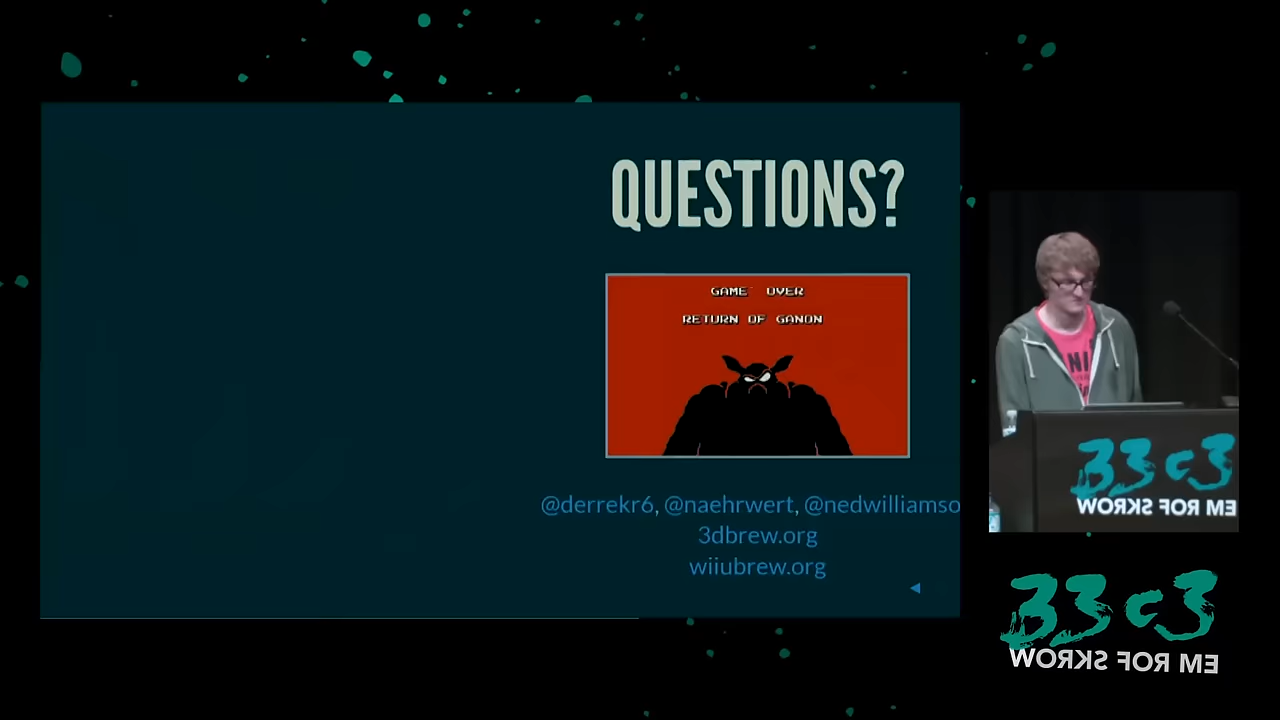 QUESTIONS?
GAME OVER
RETURN OF GANON
@derrekr6, @naehrwert, @nedwilliamso
3dbrew.org
wiiubrew.org
NI
33c3
WORKS FOR ME
33c3
WORKS FOR ME